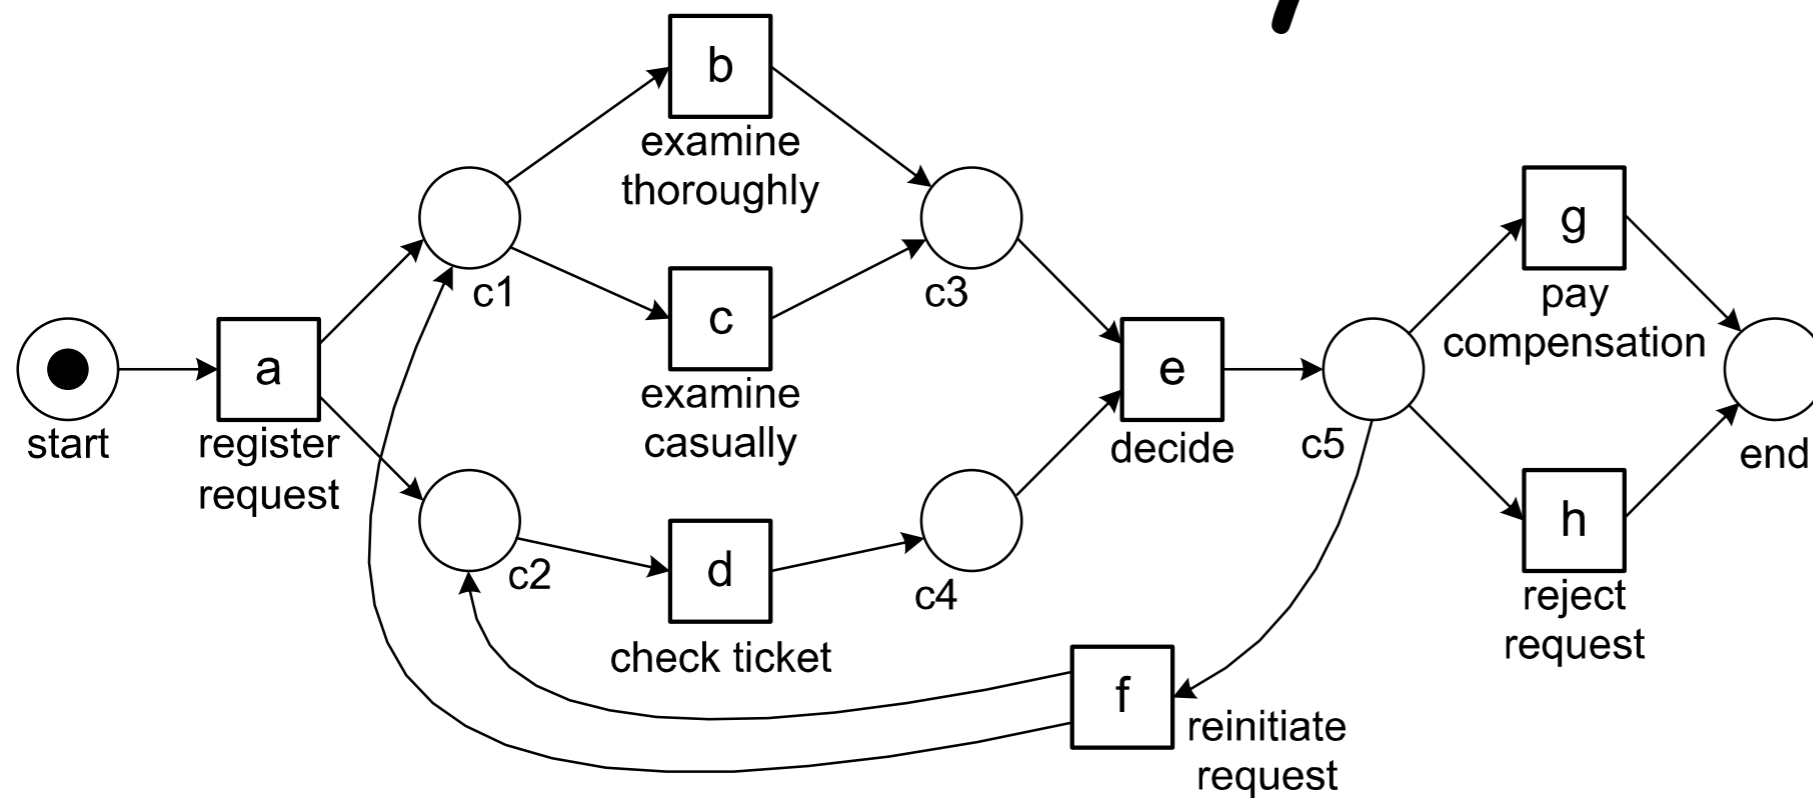 b
examine
thoroughly
c1
c
examine
casually
c3
start
a
register
request
e
decide
c5
g
pay
compensation
end
h
reject
request
c2
d
check ticket
c4
f
reinitiate
request